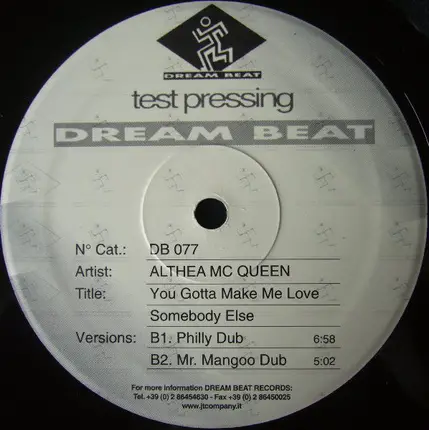 DREAM BEAT
test pressing
DREAM BEAT
N° Cat.: DB 077
Artist: ALTHEA MC QUEEN
Title: You Gotta Make Me Love
Somebody Else
Versions: B1. Philly Dub 6:58
B2. Mr. Mangoo Dub 5:02
For more information DREAM BEAT RECORDS:
Tel. +39 (0) 2 86454630 - Fax +39 (0) 2 86450025
www.jtcompany.it